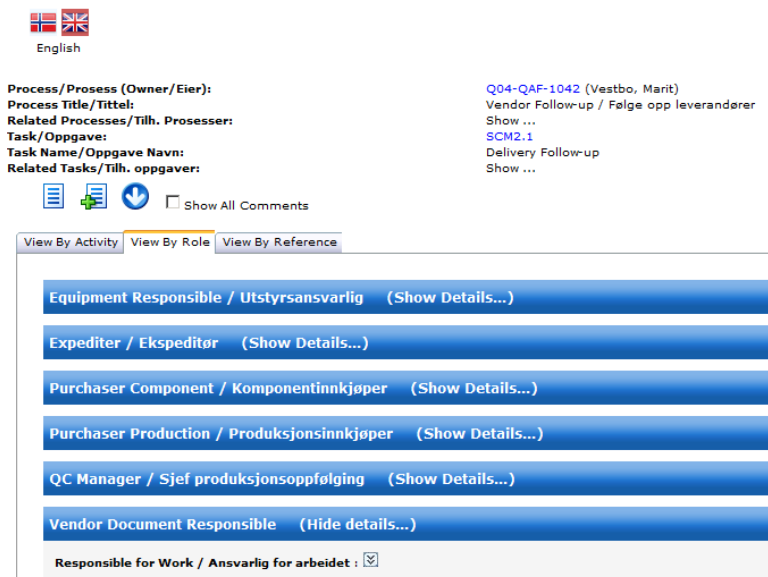 English
Process/Prosess (Owner/Eier): Q04-QAF-1042 (Vestbo, Marit)
Process Title/Tittel: Vendor Follow-up / Følge opp leverandører
Related Processes/Tilh. Prosesser: Show ...
Task/Oppgave: SCM2.1
Task Name/Oppgave Navn: Delivery Follow-up
Related Tasks/Tilh. oppgaver: Show ...
Show All Comments
View By Activity View By Role View By Reference
Equipment Responsible / Utstyrsansvarlig (Show Details...)
Expediter / Ekspeditør (Show Details...)
Purchaser Component / Komponentinnkjøper (Show Details...)
Purchaser Production / Produksjonsinnkjøper (Show Details...)
QC Manager / Sjef produksjonsoppfølging (Show Details...)
Vendor Document Responsible (Hide details...)
Responsible for Work / Ansvarlig for arbeidet :